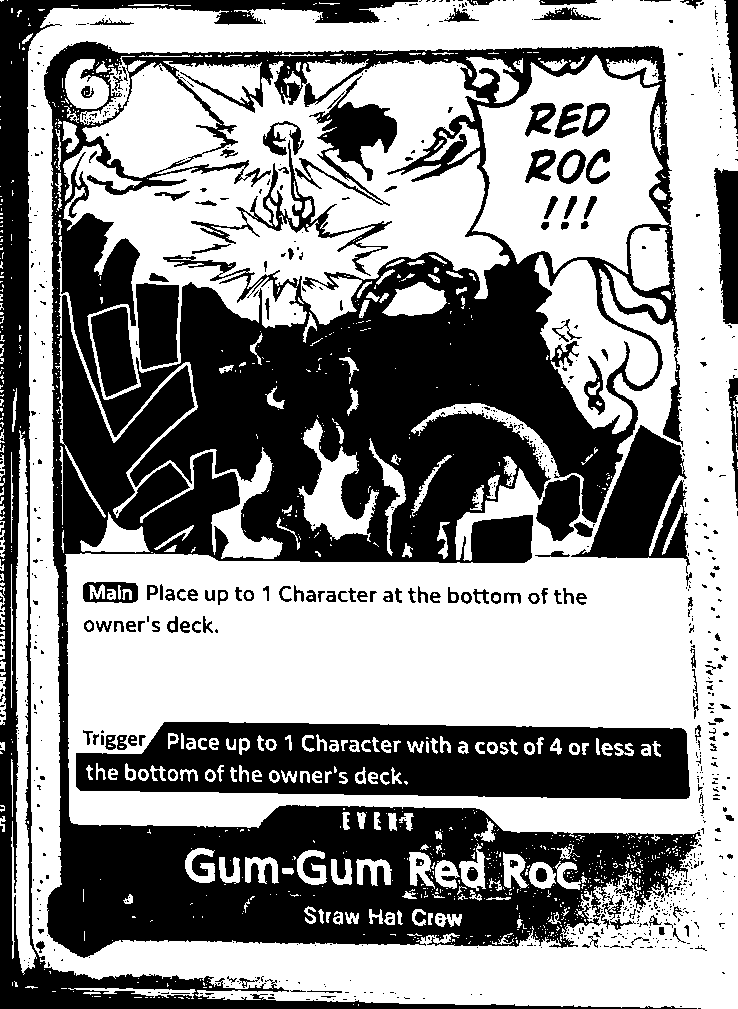 6
RED
ROC
!!!
Main Place up to 1 Character at the bottom of the
owner's deck.
Trigger Place up to 1 Character with a cost of 4 or less at
the bottom of the owner's deck.
EVENT
Gum-Gum Red Roc
Straw Hat Crew